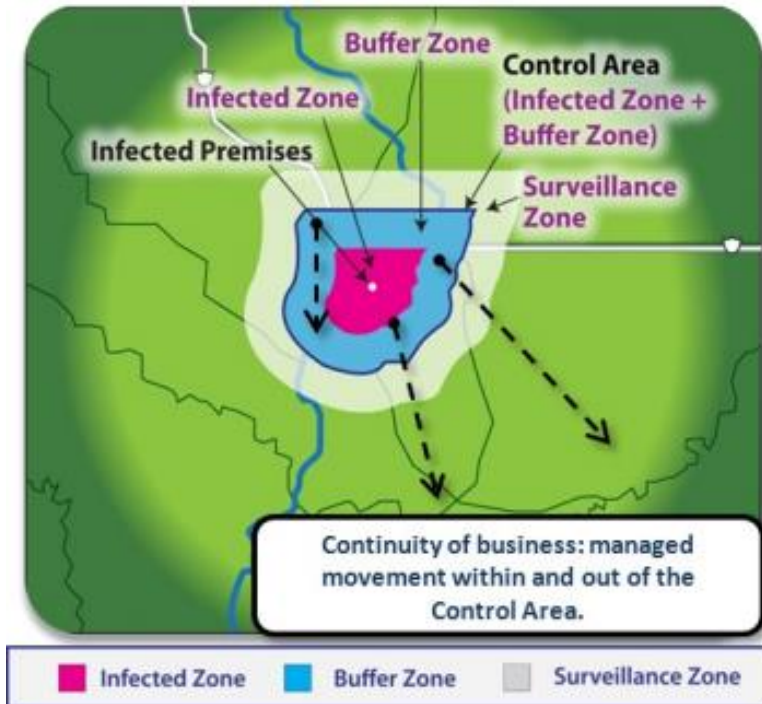 Buffer Zone
Control Area
(Infected Zone +
Buffer Zone)
Infected Zone
Infected Premises
Surveillance
Zone
Continuity of business: managed
movement within and out of the
Control Area.
Infected Zone
Buffer Zone
Surveillance Zone